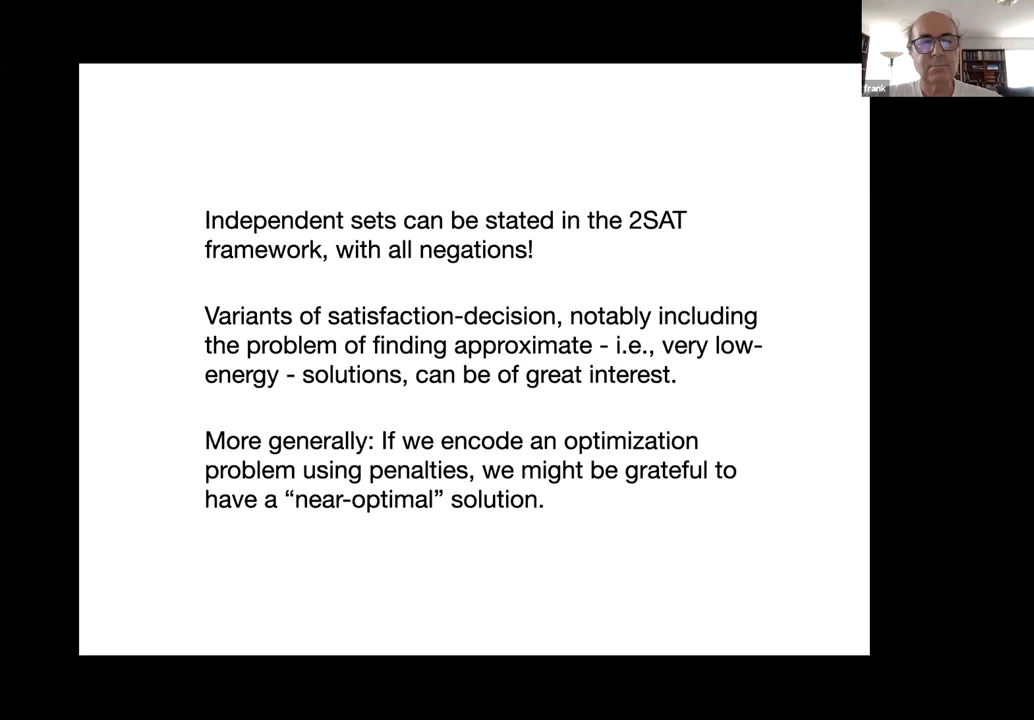 frank
Independent sets can be stated in the 2SAT
framework, with all negations!
Variants of satisfaction-decision, notably including
the problem of finding approximate - i.e., very low-
energy - solutions, can be of great interest.
More generally: If we encode an optimization
problem using penalties, we might be grateful to
have a “near-optimal” solution.